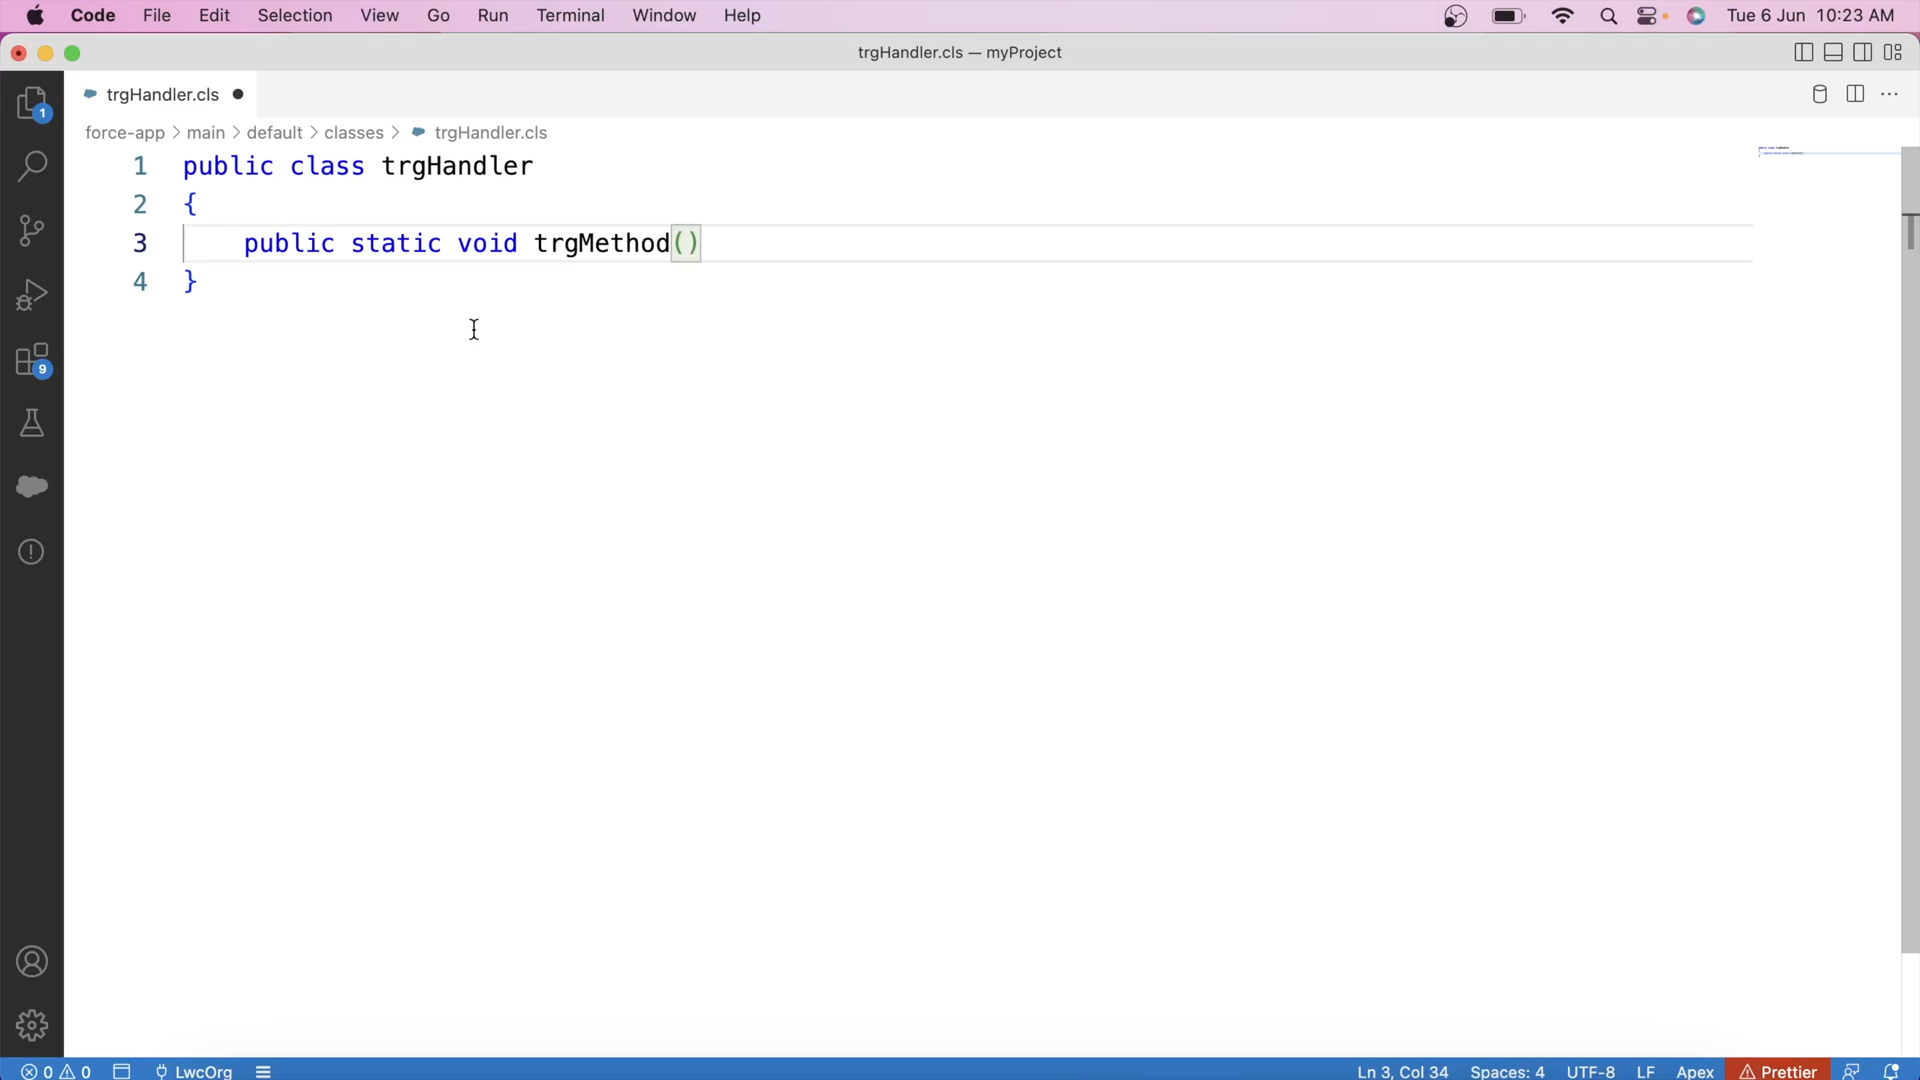 Code File Edit Selection View Go Run Terminal Window Help Tue 6 Jun 10:23 AM
trgHandler.cls — myProject
trgHandler.cls
force-app > main > default > classes > trgHandler.cls
1 public class trgHandler
2 {
3 public static void trgMethod()
4 }
1
9
0 0 LwcOrg Ln 3, Col 34 Spaces: 4 UTF-8 LF Apex Prettier